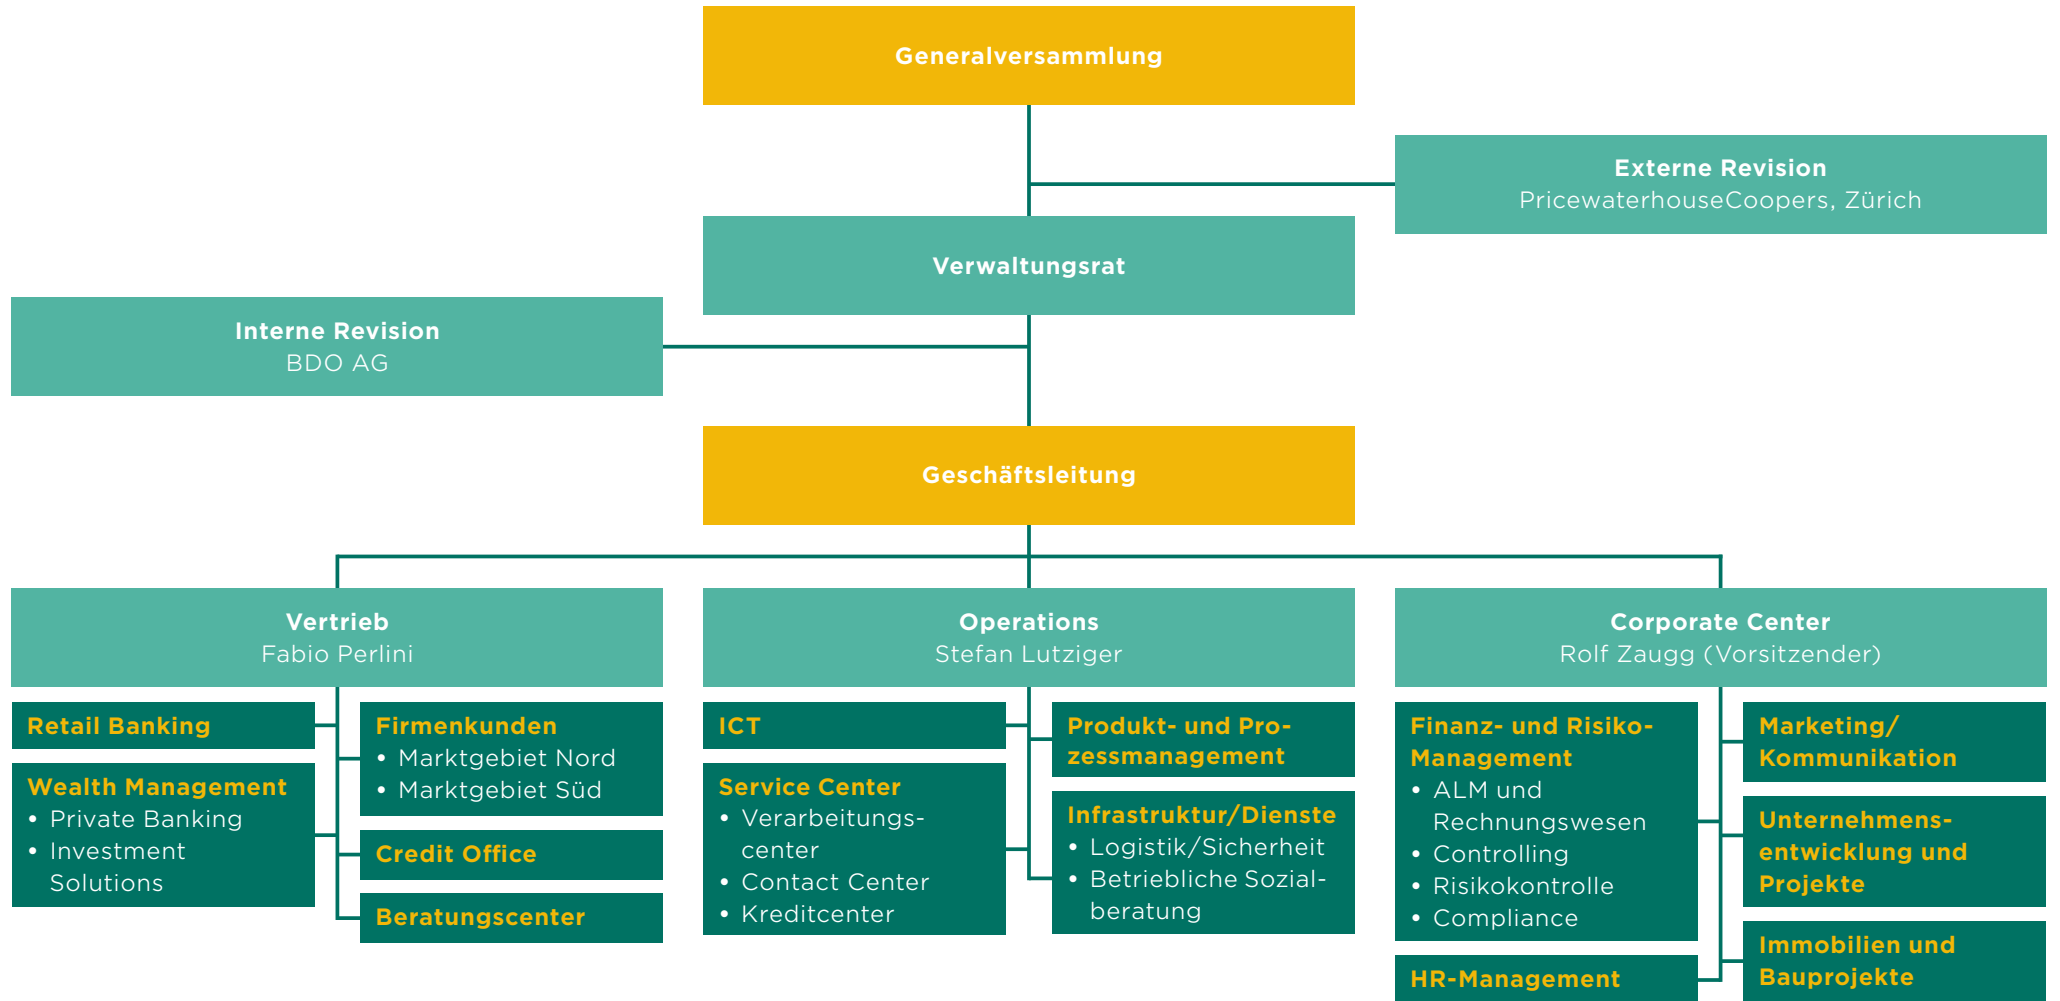 Generalversammlung
Externe Revision
PricewaterhouseCoopers, Zürich
Verwaltungsrat
Interne Revision
BDO AG
Geschäftsleitung
Vertrieb
Fabio Perlini
Retail Banking
Wealth Management
• Private Banking
• Investment
Solutions
Firmenkunden
• Marktgebiet Nord
• Marktgebiet Süd
Credit Office
Beratungscenter
Operations
Stefan Lutziger
ICT
Service Center
• Verarbeitungs-
center
• Contact Center
• Kreditcenter
Produkt- und Pro-
zessmanagement
Infrastruktur/Dienste
• Logistik/Sicherheit
• Betriebliche Sozial-
beratung
Corporate Center
Rolf Zaugg (Vorsitzender)
Finanz- und Risiko-
Management
• ALM und
Rechnungswesen
• Controlling
• Risikokontrolle
• Compliance
HR-Management
Marketing/
Kommunikation
Unternehmens-
entwicklung und
Projekte
Immobilien und
Bauprojekte